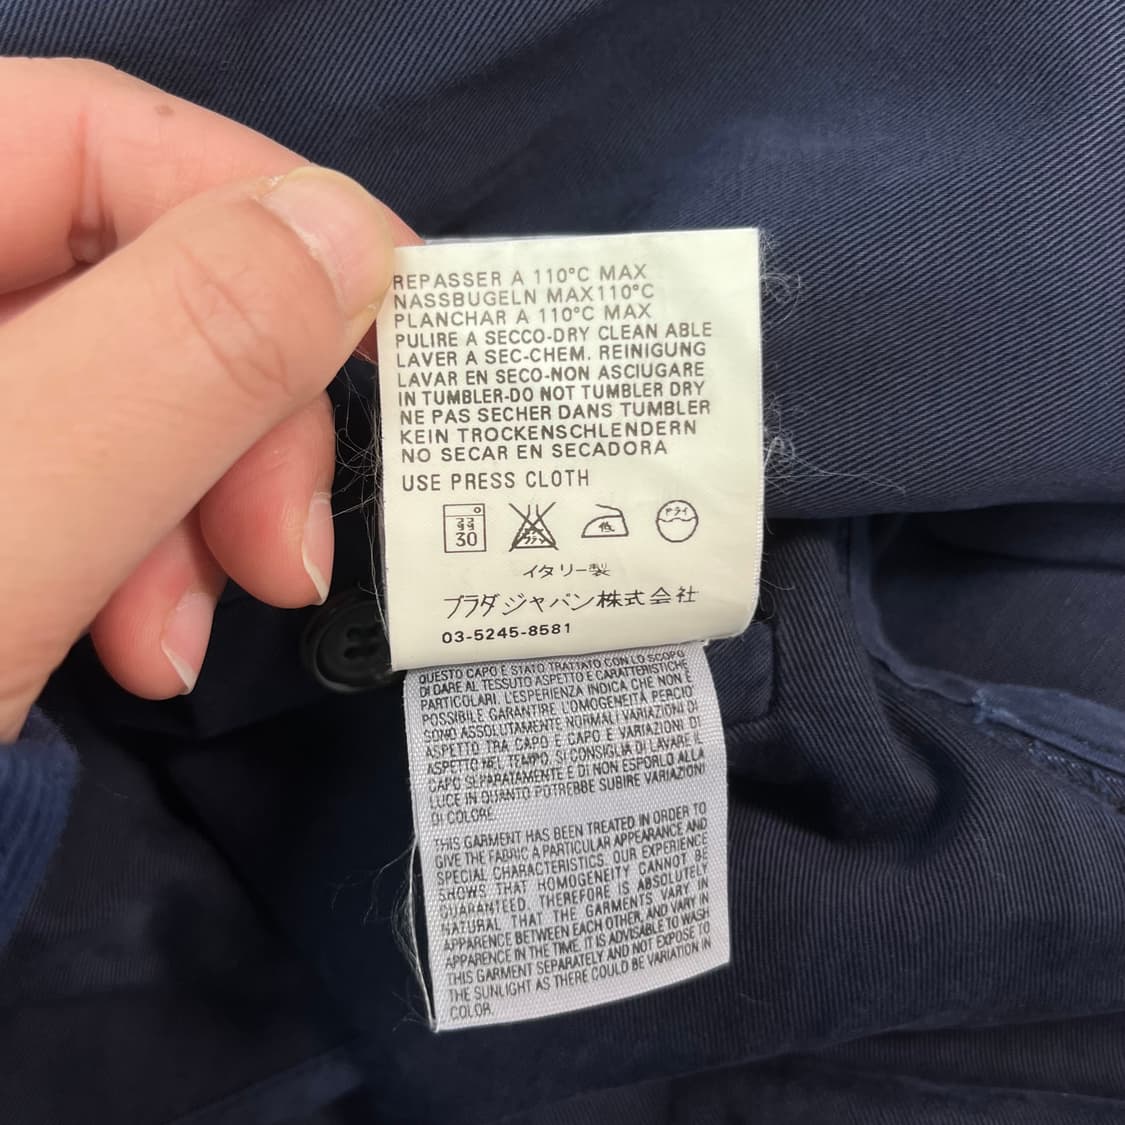 REPASSER A 110°C MAX
NASSBUGELN MAX110°C
PLANCHAR A 110°C MAX
PULIRE A SECCO-DRY CLEAN ABLE
LAVER A SEC-CHEM. REINIGUNG
LAVAR EN SECO-NON ASCIUGARE
IN TUMBLER-DO NOT TUMBLER DRY
NE PAS SECHER DANS TUMBLER
KEIN TROCKENSCHLENDERN
NO SECAR EN SECADORA
USE PRESS CLOTH
30
低
ドライ
イタリー製
プラダジャパン株式会社
03-5245-8581
QUESTO CAPO È STATO TRATTATO CON LO SCOPO
DI DARE AL TESSUTO ASPETTO E CARATTERISTICHE
PARTICOLARI. L'ESPERIENZA INDICA CHE NON È
POSSIBILE GARANTIRE L'OMOGENEITÀ PERCIO'
SONO ASSOLUTAMENTE NORMALI VARIAZIONI DI
ASPETTO TRA CAPO E CAPO E VARIAZIONI DI
ASPETTO NEL TEMPO. SI CONSIGLIA DI LAVARE IL
CAPO SEPARATAMENTE E DI NON ESPORLO ALLA
LUCE IN QUANTO POTREBBE SUBIRE VARIAZIONI
DI COLORE.
THIS GARMENT HAS BEEN TREATED IN ORDER TO
GIVE THE FABRIC A PARTICULAR APPEARANCE AND
SPECIAL CHARACTERISTICS. OUR EXPERIENCE
SHOWS THAT HOMOGENEITY CANNOT BE
GUARANTEED. THEREFORE IS ABSOLUTELY
NATURAL THAT THE GARMENTS VARY IN
APPARENCE BETWEEN EACH OTHER, AND VARY IN
APPARENCE IN THE TIME. IT IS ADVISABLE TO WASH
THIS GARMENT SEPARATELY AND NOT EXPOSE TO
THE SUNLIGHT AS THERE COULD BE VARIATION IN
COLOR.